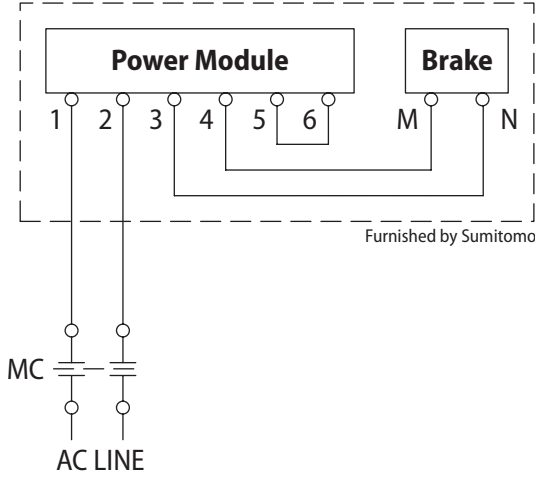 Power Module Brake
1 2 3 4 5 6 M N
Furnished by Sumitomo
MC
AC LINE